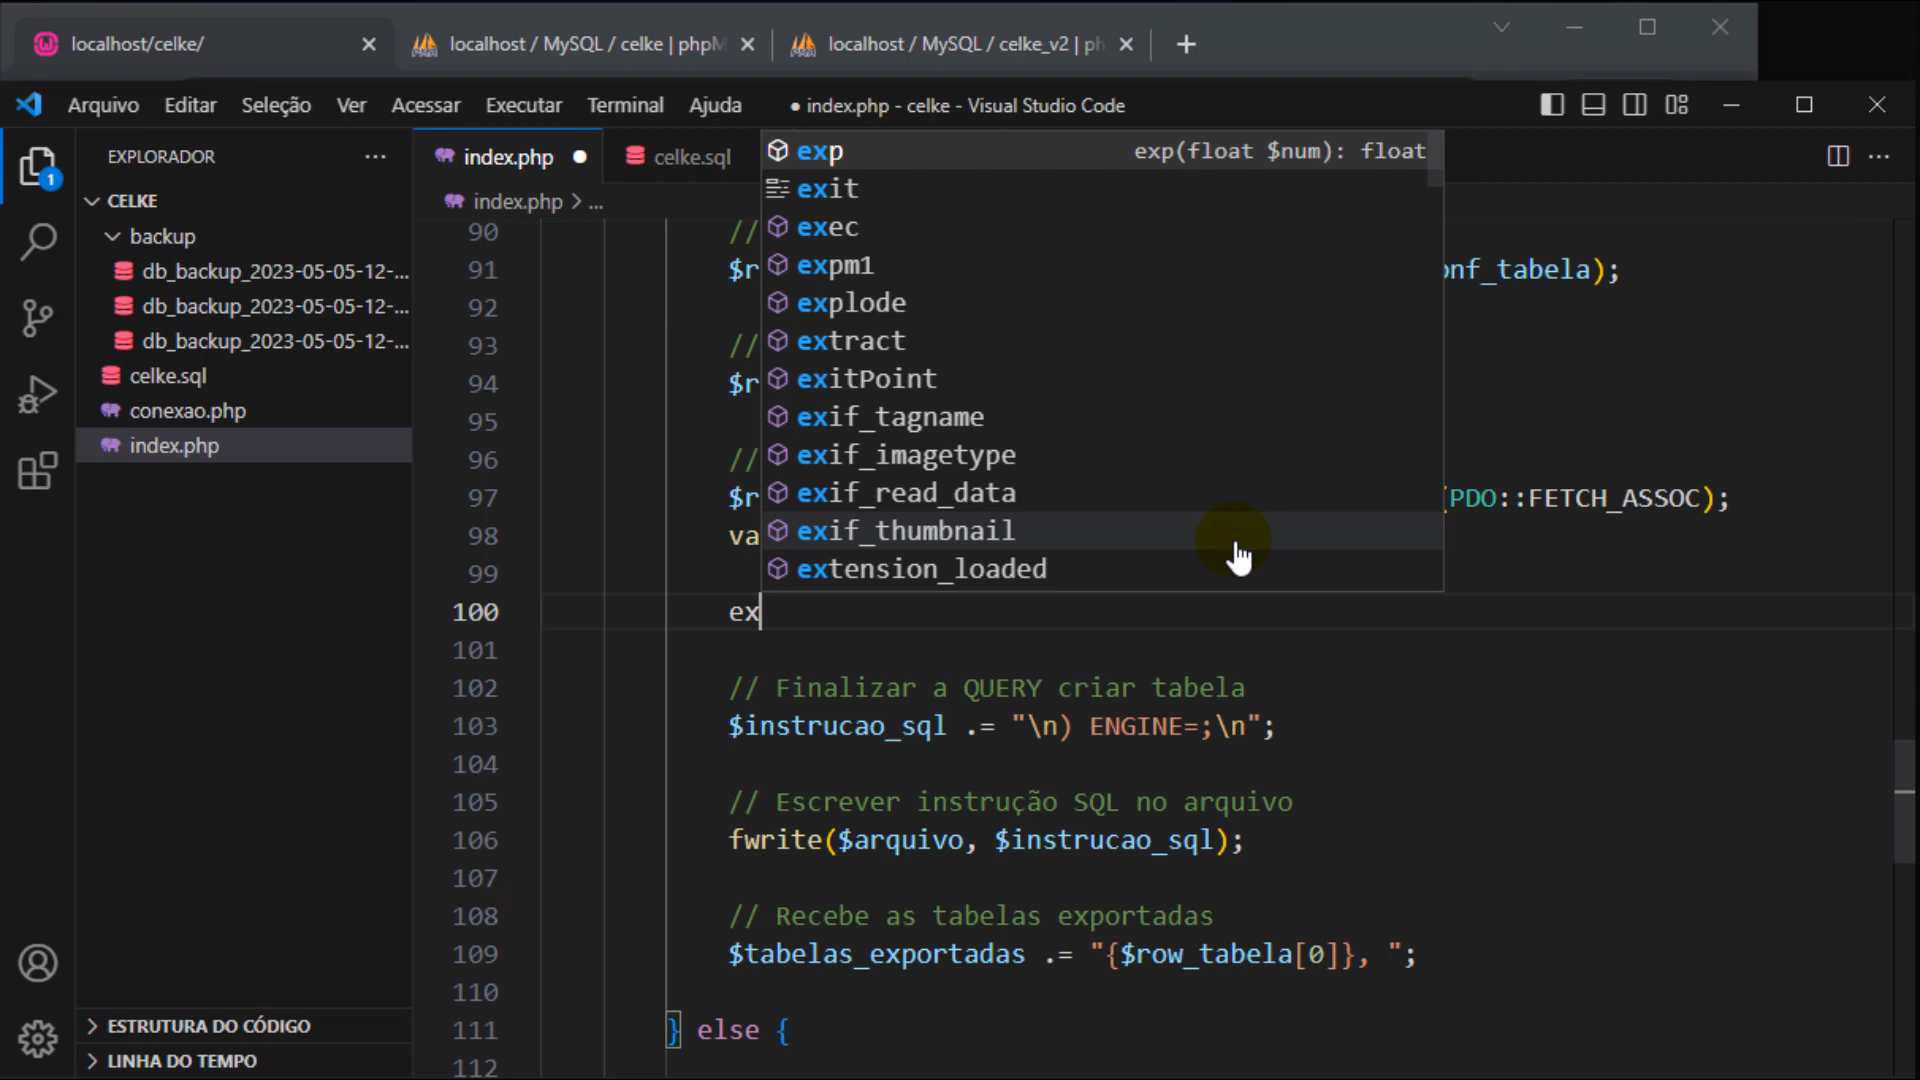 localhost/celke/
localhost / MySQL / celke | phpM
localhost / MySQL / celke_v2 | ph
Arquivo Editar Seleção Ver Acessar Executar Terminal Ajuda ● index.php - celke - Visual Studio Code
EXPLORADOR
1
CELKE
backup
db_backup_2023-05-05-12-...
db_backup_2023-05-05-12-...
db_backup_2023-05-05-12-...
celke.sql
conexao.php
index.php
ESTRUTURA DO CÓDIGO
LINHA DO TEMPO
index.php celke.sql
index.php > ...
exp exp(float $num): float
exit
exec
expm1
explode
extract
exitPoint
exif_tagname
exif_imagetype
exif_read_data
exif_thumbnail
extension_loaded
90 //
91 $r onf_tabela);
92
93 //
94 $r
95
96 //
97 $r (PDO::FETCH_ASSOC);
98 va
99
100 ex
101
102 // Finalizar a QUERY criar tabela
103 $instrucao_sql .= "\n) ENGINE=;\n";
104
105 // Escrever instrução SQL no arquivo
106 fwrite($arquivo, $instrucao_sql);
107
108 // Recebe as tabelas exportadas
109 $tabelas_exportadas .= "{$row_tabela[0]}, ";
110
111 } else {
112